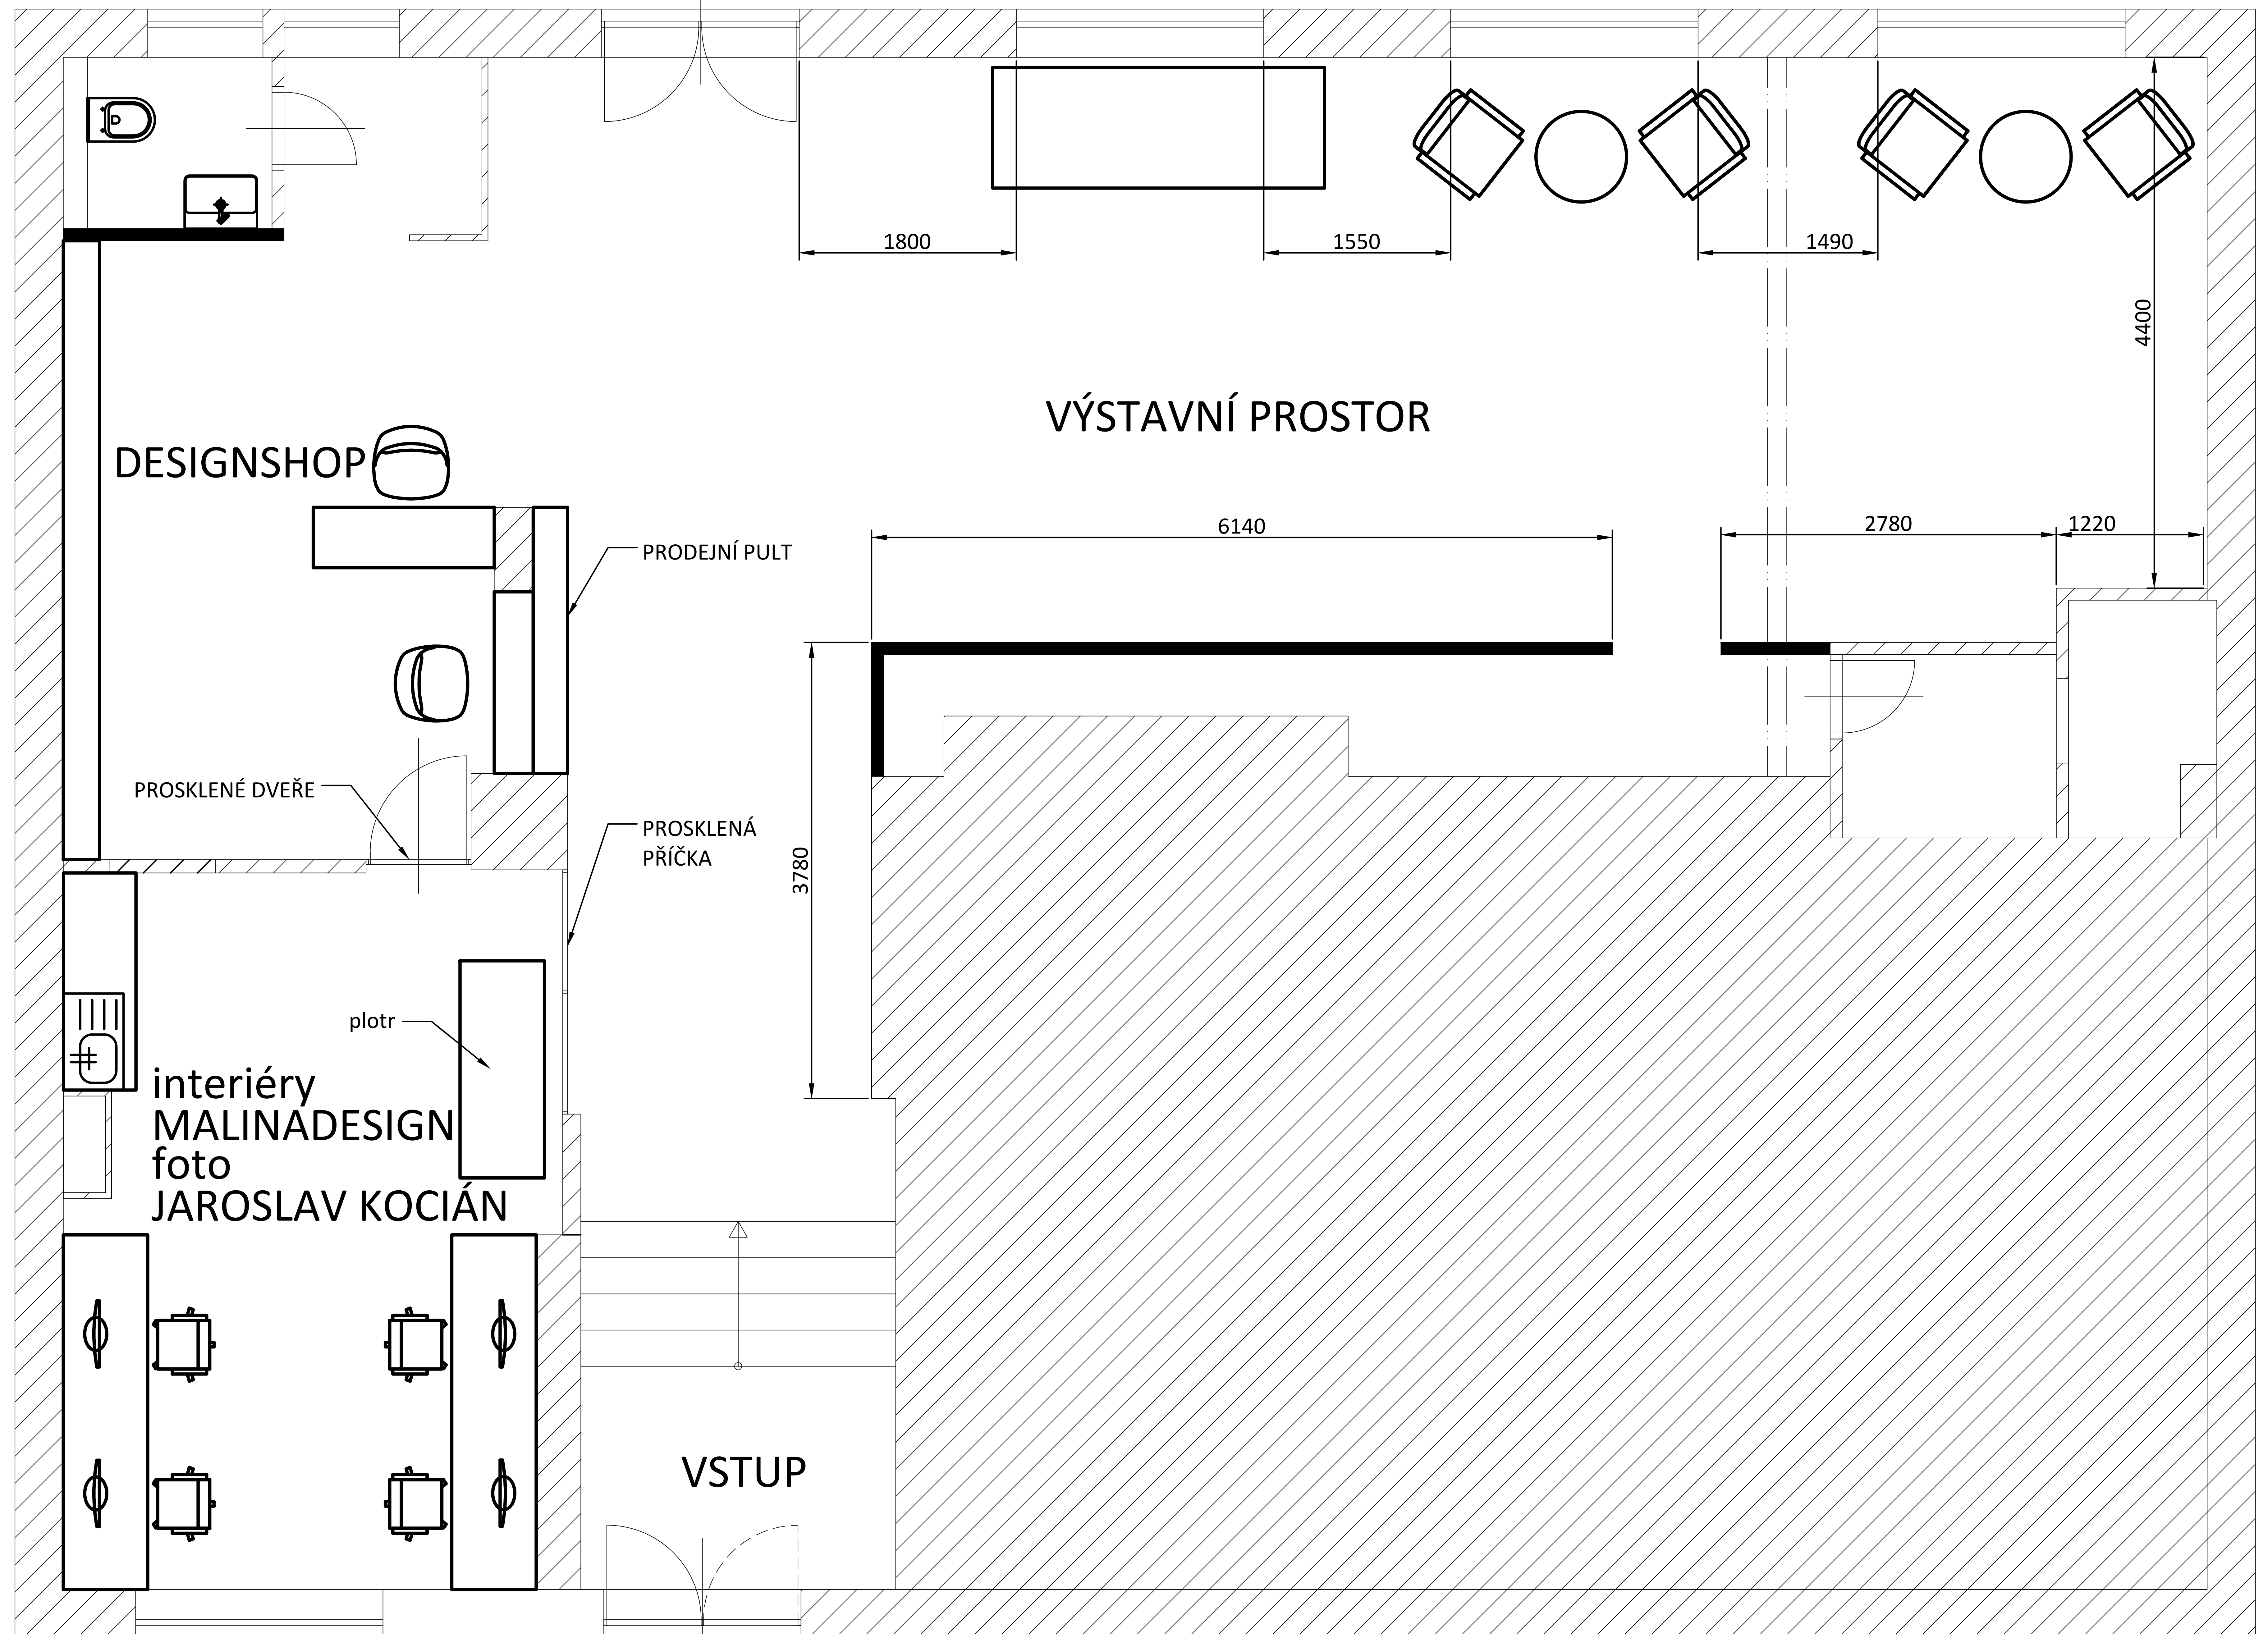 1800
1550
1490
4400
VÝSTAVNÍ PROSTOR
DESIGNSHOP
6140
2780
1220
PRODEJNÍ PULT
PROSKLENÉ DVEŘE
PROSKLENÁ
PŘÍČKA
3780
plotr
interiéry
MALINADESIGN
foto
JAROSLAV KOCIÁN
VSTUP